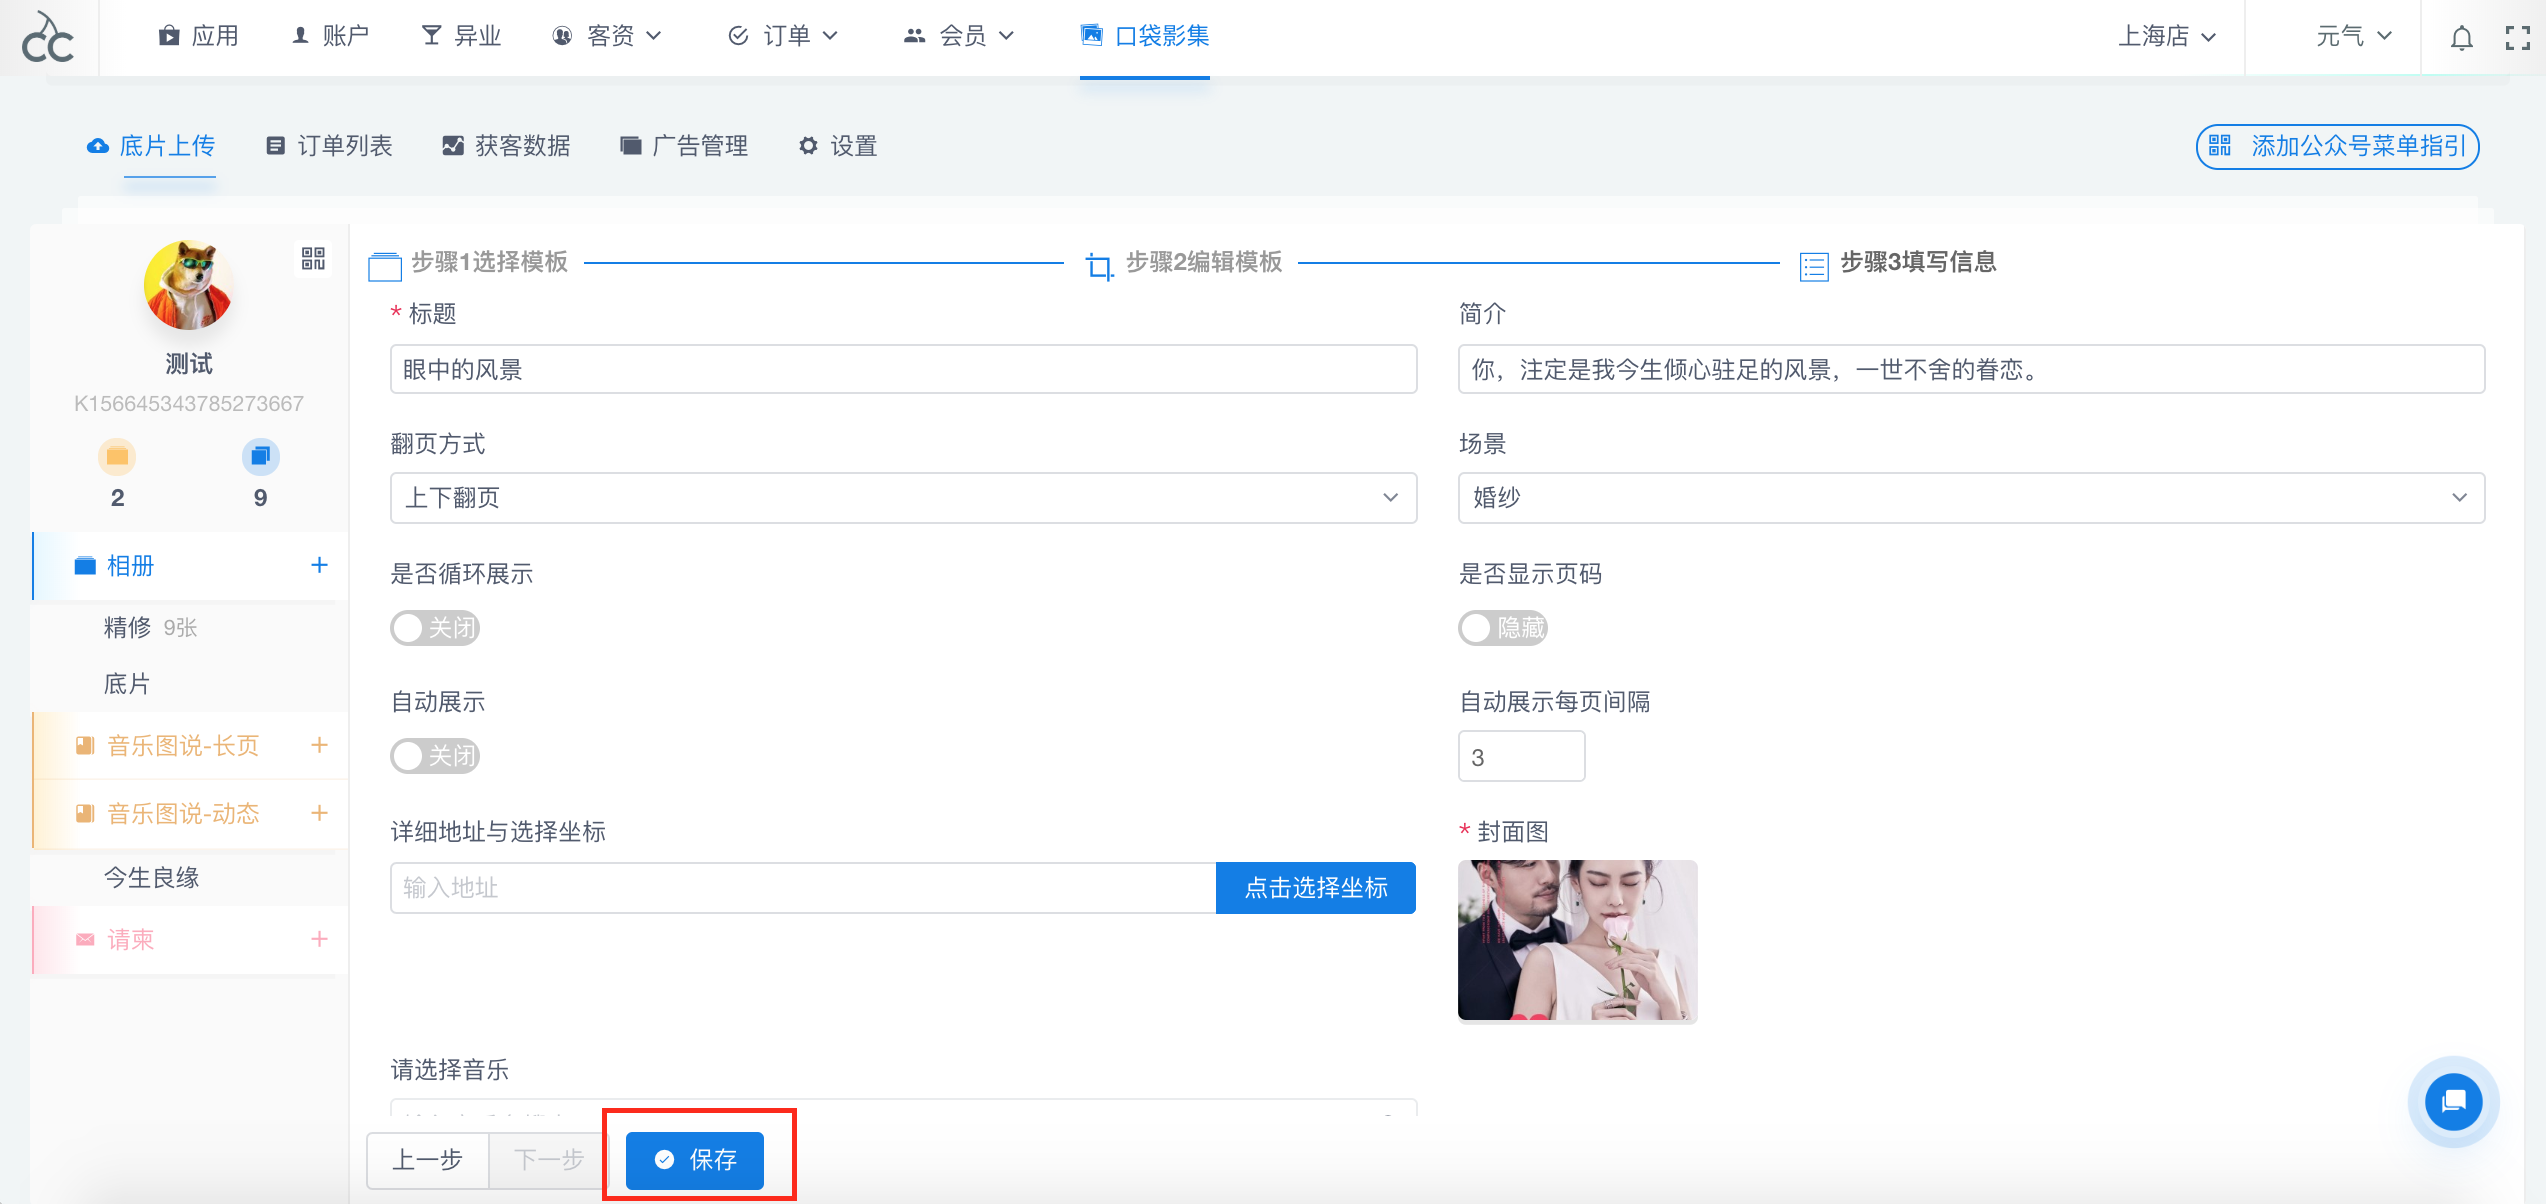 CC
应用
账户
异业
客资
订单
会员
口袋影集
上海店
元气
底片上传
订单列表
获客数据
广告管理
设置
添加公众号菜单指引
测试
K156645343785273667
2
9
相册 +
精修 9张
底片
音乐图说-长页 +
音乐图说-动态 +
今生良缘
请柬 +
步骤1选择模板
步骤2编辑模板
步骤3填写信息
* 标题
眼中的风景
简介
你，注定是我今生倾心驻足的风景，一世不舍的眷恋。
翻页方式
上下翻页
场景
婚纱
是否循环展示
关闭
是否显示页码
隐藏
自动展示
关闭
自动展示每页间隔
3
详细地址与选择坐标
输入地址
点击选择坐标
* 封面图
请选择音乐
上一步
下一步
保存